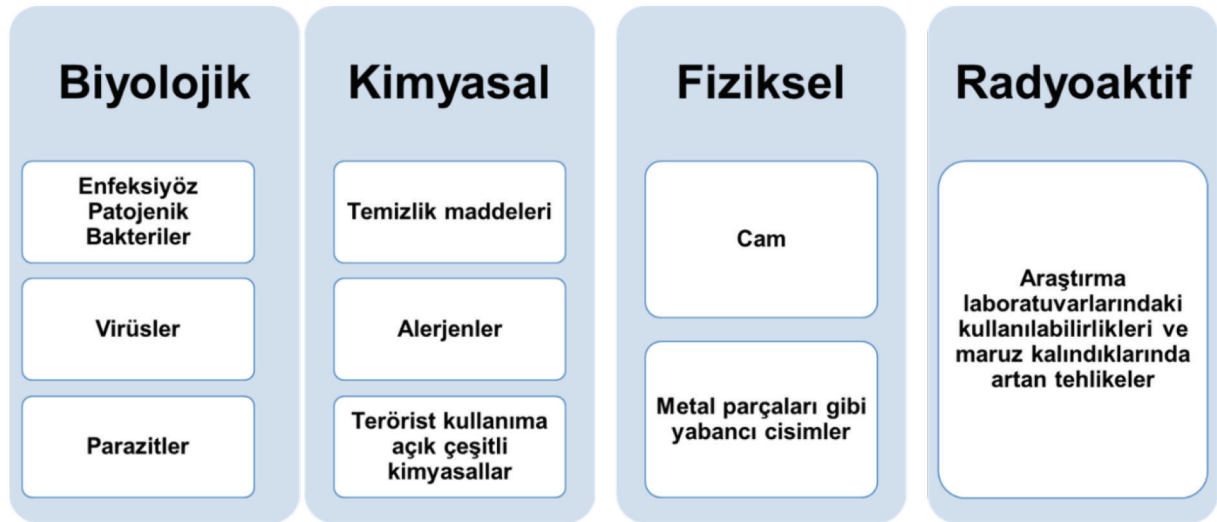 Biyolojik
Enfeksiyöz
Patojenik
Bakteriler
Virüsler
Parazitler
Kimyasal
Temizlik maddeleri
Alerjenler
Terörist kullanıma
açık çeşitli
kimyasallar
Fiziksel
Cam
Metal parçaları gibi
yabancı cisimler
Radyoaktif
Araştırma
laboratuvarlarındaki
kullanılabilirlikleri ve
maruz kalındıklarında
artan tehlikeler